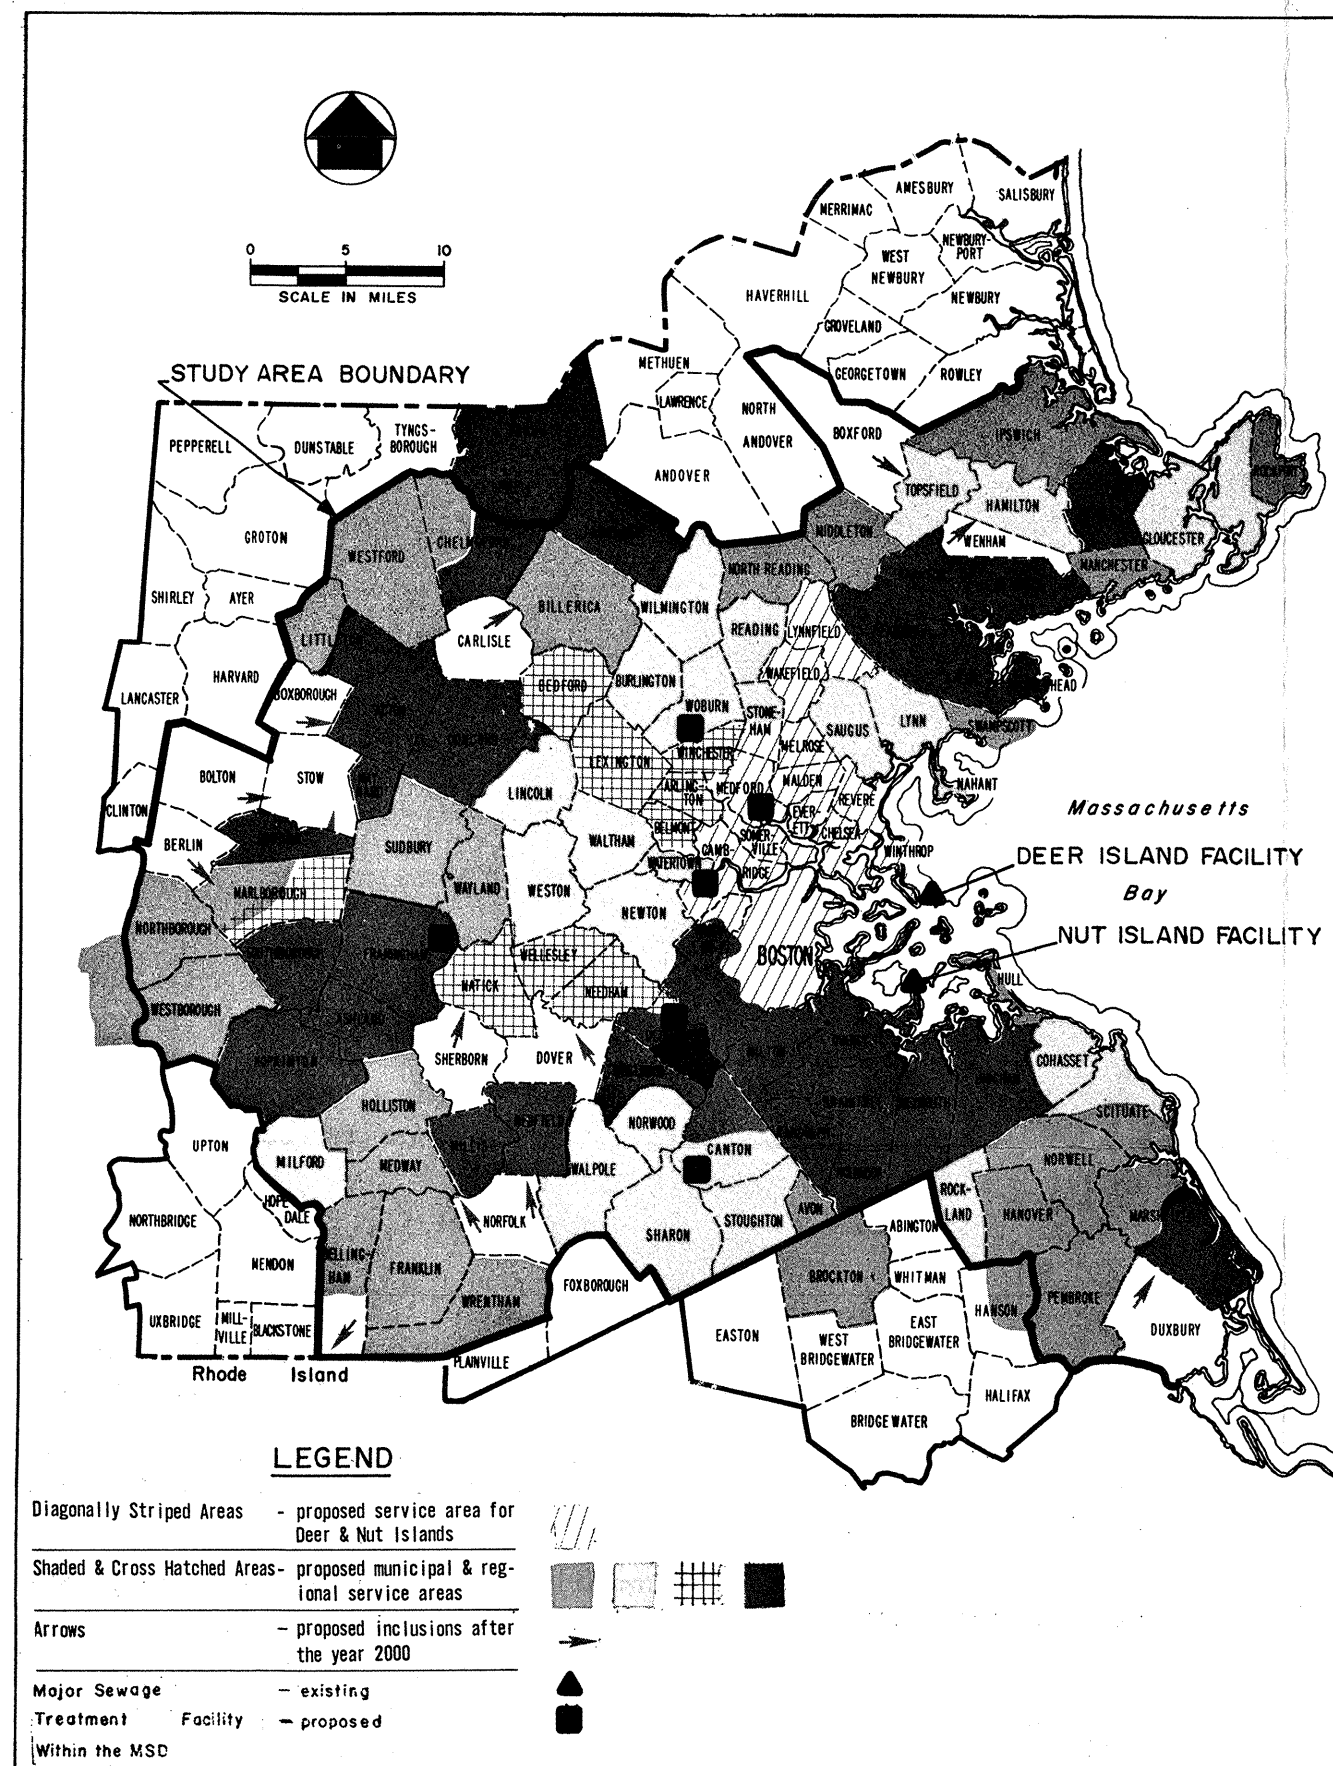 AMESBURY
SALISBURY
MERRIMAC
NEWBURY-
PORT
WEST
NEWBURY
0 5 10
SCALE IN MILES
HAVERHILL
NEWBURY
GROVELAND
METHUEN
GEORGETOWN
ROWLEY
STUDY AREA BOUNDARY
LAWRENCE
NORTH
ANDOVER
BOXFORD
IPSWICH
TYNGS-
BOROUGH
PEPPERELL
DUNSTABLE
ANDOVER
ROCKPORT
TOPSFIELD
HAMILTON
GROTON
WESTFORD
MIDDLETON
WENHAM
GLOUCESTER
NORTH READING
MANCHESTER
SHIRLEY
AYER
BILLERICA
WILMINGTON
READING
LYNNFIELD
CARLISLE
HARVARD
WAKEFIELD
LANCASTER
BOXBOROUGH
BEDFORD
BURLINGTON
WOBURN
STONE-
HAM
SAUGUS
LYNN
SWAMPSCOTT
WINCHESTER
MELROSE
BOLTON
STOW
LEXINGTON
NAHANT
LINCOLN
ARLING-
TON
MEDFORD
MALDEN
REVERE
CLINTON
EVER-
ETT
Massachusetts
BERLIN
SUDBURY
WALTHAM
BELMONT
SOMER-
VILLE
CHELSEA
WINTHROP
DEER ISLAND FACILITY
WATERTOWN
CAMB-
RIDGE
MARLBOROUGH
WAYLAND
WESTON
Bay
NEWTON
NORTHBOROUGH
NUT ISLAND FACILITY
FRAMINGHAM
WELLESLEY
BOSTON
NATICK
NEEDHAM
HULL
WESTBOROUGH
ASHLAND
SHERBORN
DOVER
COHASSET
HOPKINTON
HOLLISTON
NORWOOD
SCITUATE
UPTON
MILFORD
MEDWAY
WALPOLE
CANTON
NORWELL
HOPE
DALE
ROCK-
LAND
NORTHBRIDGE
NORFOLK
SHARON
STOUGHTON
AVON
ABINGTON
HANOVER
MENDON
BELLING-
HAM
FRANKLIN
BROCKTON
WHITMAN
FOXBOROUGH
HANSON
PEMBROKE
WRENTHAM
UXBRIDGE
MILL-
VILLE
BLACKSTONE
EASTON
WEST
BRIDGEWATER
EAST
BRIDGEWATER
DUXBURY
PLAINVILLE
Rhode Island
HALIFAX
BRIDGEWATER
LEGEND
Diagonally Striped Areas - proposed service area for
Deer & Nut Islands
Shaded & Cross Hatched Areas- proposed municipal & reg-
ional service areas
Arrows - proposed inclusions after
the year 2000
Major Sewage - existing
Treatment Facility - proposed
Within the MSD